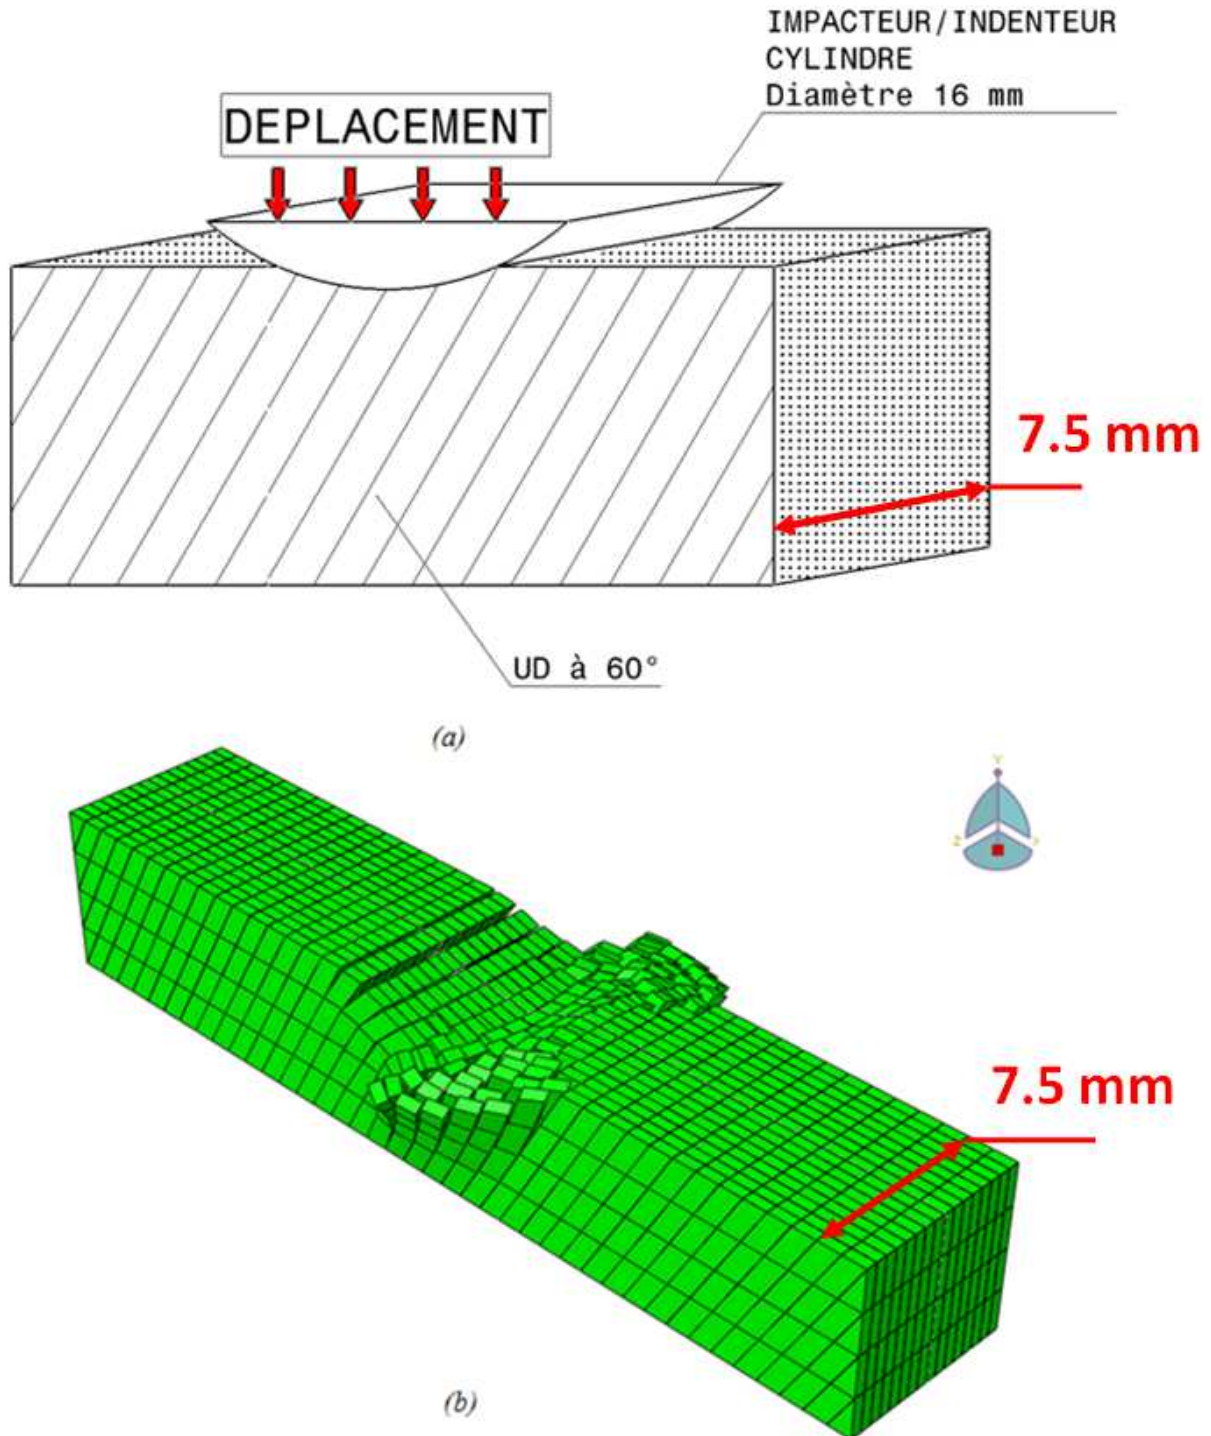 IMPACTEUR/INDENTEUR
CYLINDRE
Diamètre 16 mm
DEPLACEMENT
7.5 mm
UD à 60°
(a)
Y
Z
7.5 mm
(b)